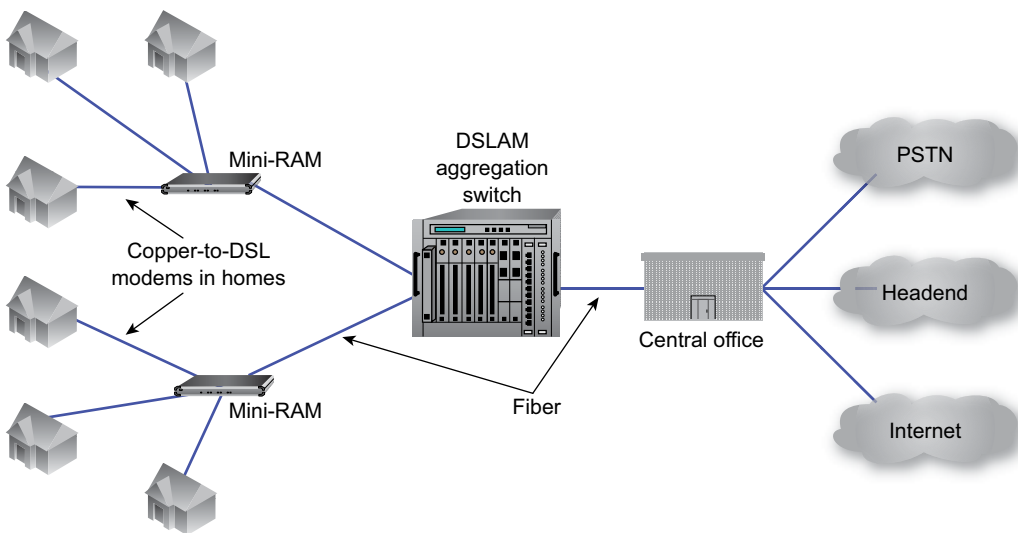 DSLAM
aggregation
switch
Mini-RAM
PSTN
Copper-to-DSL
modems in homes
Headend
Central office
Mini-RAM
Fiber
Internet